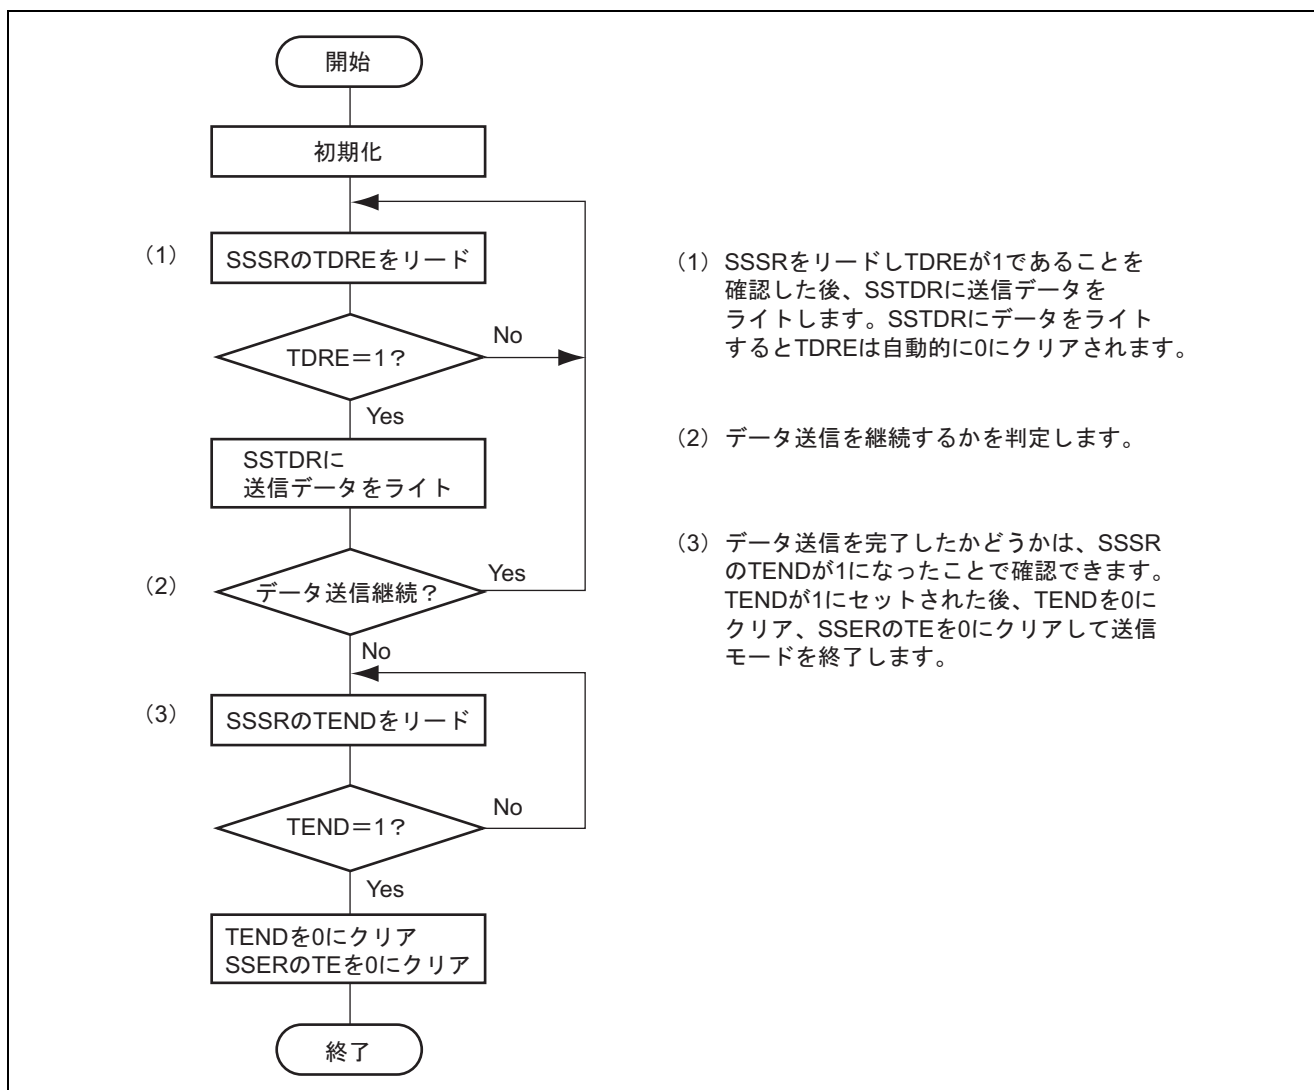 開始
初期化
（1）
SSSRのTDREをリード
TDRE＝1？
No
Yes
SSTDRに
送信データをライト
（2）
データ送信継続？
Yes
No
（3）
SSSRのTENDをリード
TEND＝1？
No
Yes
TENDを0にクリア
SSERのTEを0にクリア
終了
（1）SSSRをリードしTDREが1であることを
確認した後、SSTDRに送信データを
ライトします。SSTDRにデータをライト
するとTDREは自動的に0にクリアされます。
（2）データ送信を継続するかを判定します。
（3）データ送信を完了したかどうかは、SSSR
のTENDが1になったことで確認できます。
TENDが1にセットされた後、TENDを0に
クリア、SSERのTEを0にクリアして送信
モードを終了します。